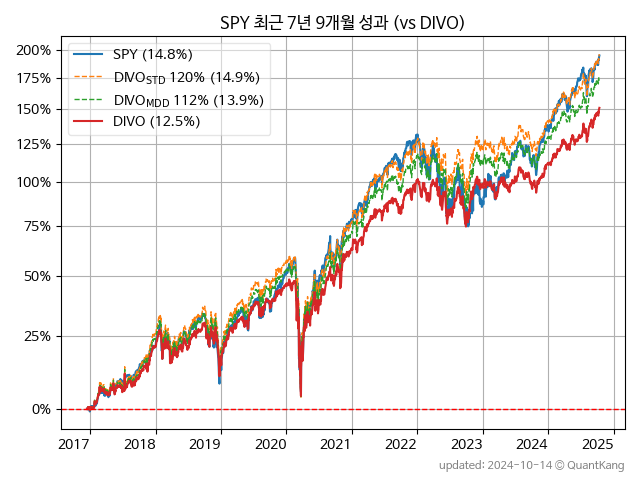 SPY 최근 7년 9개월 성과 (vs DIVO)
SPY (14.8%)
DIVO_STD 120% (14.9%)
DIVO_MDD 112% (13.9%)
DIVO (12.5%)
200%
175%
150%
125%
100%
75%
50%
25%
0%
2017 2018 2019 2020 2021 2022 2023 2024 2025
updated: 2024-10-14 © QuantKang